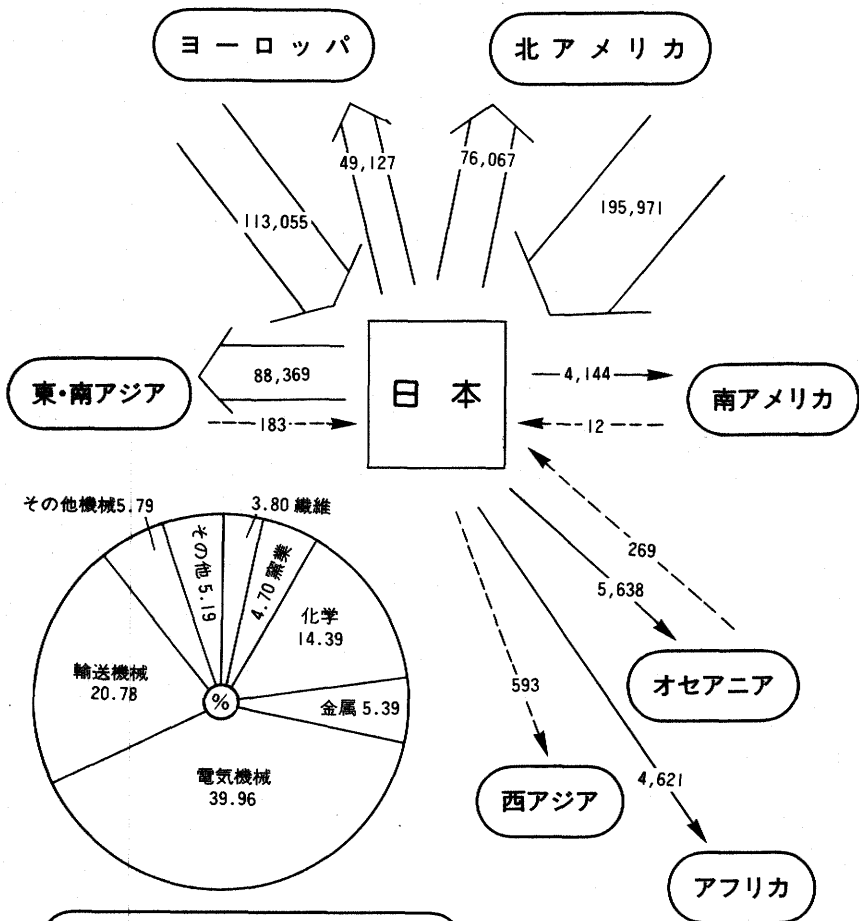 ヨーロッパ
北アメリカ
49,127
76,067
113,055
195,971
東・南アジア
88,369
183
日本
4,144
12
南アメリカ
その他機械5.79
その他 5.19
3.80 繊維
4.70 窯業
化学
14.39
輸送機械
20.78
%
金属 5.39
電気機械
39.96
269
5,638
オセアニア
593
西アジア
4,621
アフリカ